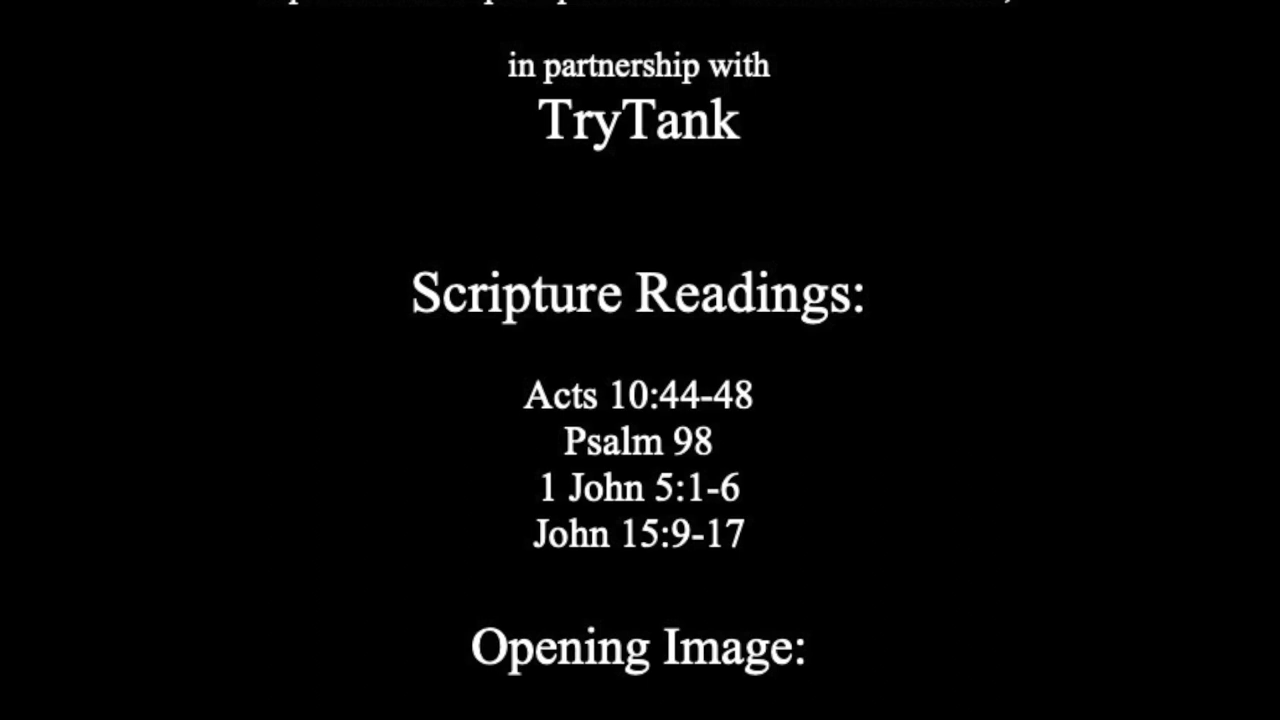 in partnership with
TryTank
Scripture Readings:
Acts 10:44-48
Psalm 98
1 John 5:1-6
John 15:9-17
Opening Image: